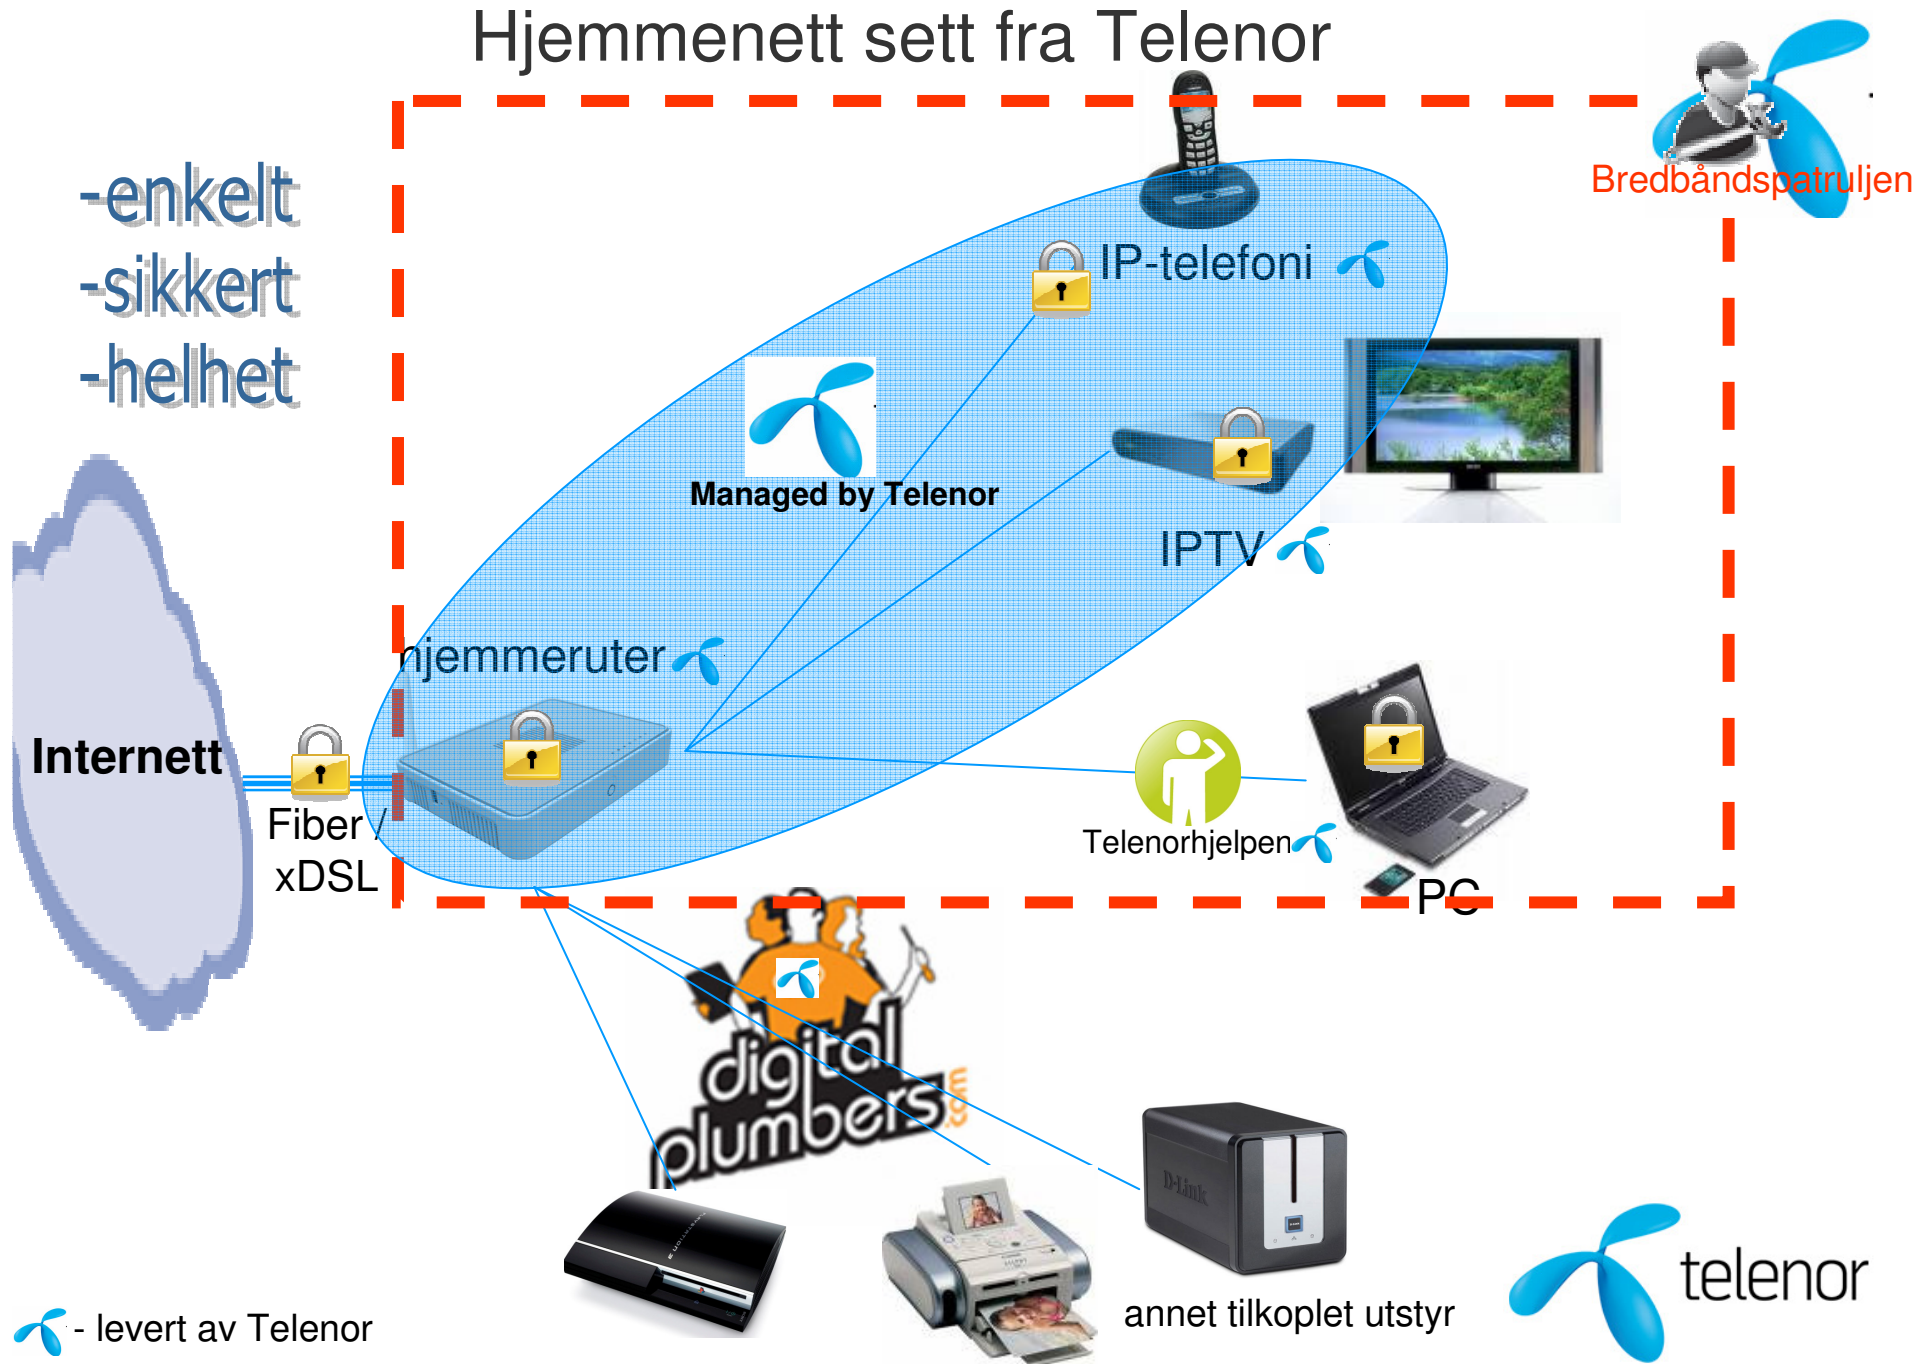 Hjemmenett sett fra Telenor
Bredbåndspatruljen
-enkelt
-sikkert
-helhet
IP-telefoni
Managed by Telenor
IPTV
hjemmeruter
Internett
Fiber /
xDSL
Telenorhjelpen
PC
digital
plumbers.com
D-Link
annet tilkoplet utstyr
telenor
- levert av Telenor